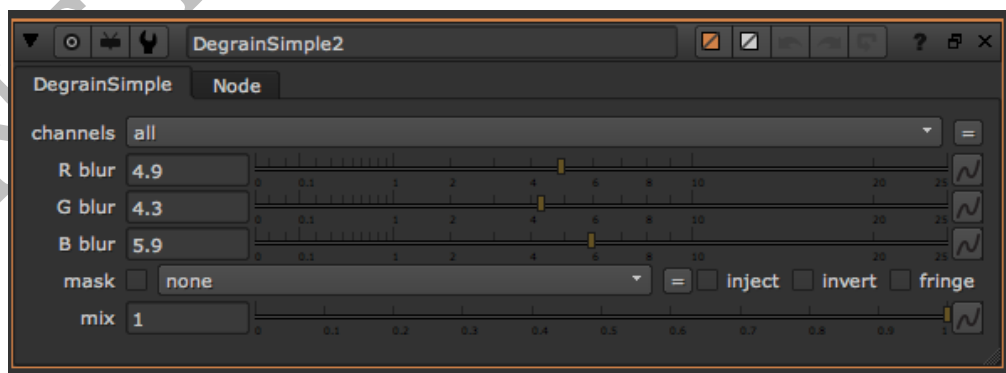 DegrainSimple2 ?
DegrainSimple Node
channels all =
R blur 4.9
0 0.1 1 2 4 6 8 10 20 25
G blur 4.3
0 0.1 1 2 4 6 8 10 20 25
B blur 5.9
0 0.1 1 2 4 6 8 10 20 25
mask none = inject invert fringe
mix 1
0 0.1 0.2 0.3 0.4 0.5 0.6 0.7 0.8 0.9 1